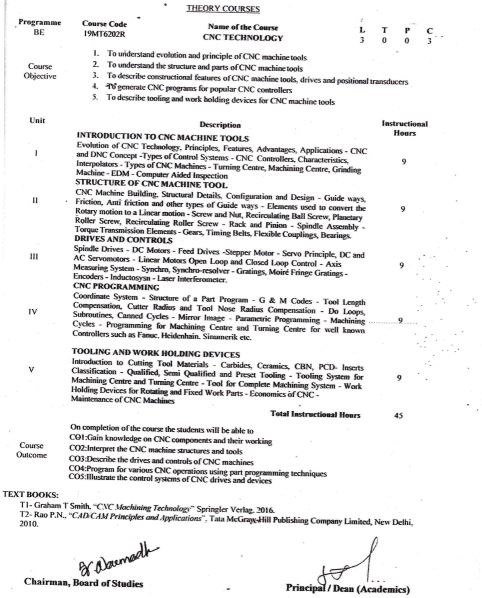 THEORY COURSES
Programme Course Code Name of the Course L T P C
BE 19MT6202R CNC TECHNOLOGY 3 0 0 3
1. To understand evolution and principle of CNC machine tools
Course 2. To understand the structure and parts of CNC machine tools
Objective 3. To describe constructional features of CNC machine tools, drives and positional transducers
4. To generate CNC programs for popular CNC controllers
5. To describe tooling and work holding devices for CNC machine tools
Unit Description Instructional
Hours
INTRODUCTION TO CNC MACHINE TOOLS
Evolution of CNC Technology, Principles, Features, Advantages, Applications - CNC
I and DNC Concept -Types of Control Systems - CNC Controllers, Characteristics, 9
Interpolators - Types of CNC Machines - Turning Centre, Machining Centre, Grinding
Machine - EDM - Computer Aided Inspection
STRUCTURE OF CNC MACHINE TOOL
CNC Machine Building, Structural Details, Configuration and Design - Guide ways,
II Friction, Anti friction and other types of Guide ways - Elements used to convert the 9
Rotary motion to a Linear motion - Screw and Nut, Recirculating Ball Screw, Planetary
Roller Screw, Recirculating Roller Screw - Rack and Pinion - Spindle Assembly -
Torque Transmission Elements - Gears, Timing Belts, Flexible Couplings, Bearings.
DRIVES AND CONTROLS
Spindle Drives - DC Motors - Feed Drives -Stepper Motor - Servo Principle, DC and
III AC Servomotors - Linear Motors Open Loop and Closed Loop Control - Axis 9
Measuring System - Synchro, Synchro-resolver - Gratings, Moiré Fringe Gratings -
Encoders - Inductosysn - Laser Interferometer.
CNC PROGRAMMING
Coordinate System - Structure of a Part Program - G & M Codes - Tool Length
Compensation, Cutter Radius and Tool Nose Radius Compensation - Do Loops,
IV Subroutines, Canned Cycles - Mirror Image - Parametric Programming - Machining 9
Cycles - Programming for Machining Centre and Turning Centre for well known
Controllers such as Fanuc, Heidenhain. Sinumerik etc.
TOOLING AND WORK HOLDING DEVICES
Introduction to Cutting Tool Materials - Carbides, Ceramics, CBN, PCD- Inserts
V Classification - Qualified, Semi Qualified and Preset Tooling - Tooling System for 9
Machining Centre and Turning Centre - Tool for Complete Machining System - Work
Holding Devices for Rotating and Fixed Work Parts - Economics of CNC -
Maintenance of CNC Machines
Total Instructional Hours 45
On completion of the course the students will be able to
CO1:Gain knowledge on CNC components and their working
Course CO2:Interpret the CNC machine structures and tools
Outcome CO3:Describe the drives and controls of CNC machines
CO4:Program for various CNC operations using part programming techniques
CO5:Illustrate the control systems of CNC drives and devices
TEXT BOOKS:
T1- Graham T Smith, "CNC Machining Technology" Springler Verlag, 2016.
T2- Rao P.N., "CAD/CAM Principles and Applications", Tata McGraw-Hill Publishing Company Limited, New Delhi,
2010.
Chairman, Board of Studies Principal / Dean (Academics)